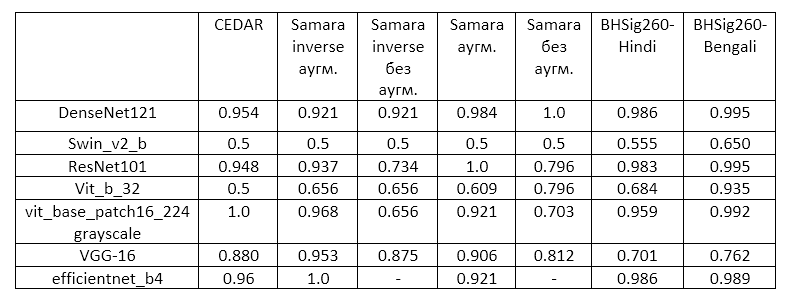 CEDAR Samara inverse аугм. Samara inverse без аугм. Samara аугм. Samara без аугм. BHSig260-Hindi BHSig260-Bengali
DenseNet121 0.954 0.921 0.921 0.984 1.0 0.986 0.995
Swin_v2_b 0.5 0.5 0.5 0.5 0.5 0.555 0.650
ResNet101 0.948 0.937 0.734 1.0 0.796 0.983 0.995
Vit_b_32 0.5 0.656 0.656 0.609 0.796 0.684 0.935
vit_base_patch16_224 grayscale 1.0 0.968 0.656 0.921 0.703 0.959 0.992
VGG-16 0.880 0.953 0.875 0.906 0.812 0.701 0.762
efficientnet_b4 0.96 1.0 - 0.921 - 0.986 0.989